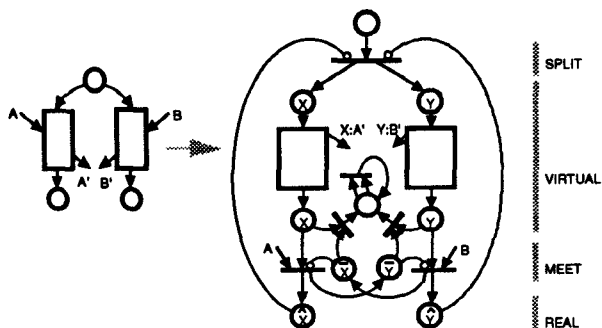 A
B
A'
B'
SPLIT
X
Y
X:A'
Y:B'
VIRTUAL
X
Y
A
B
X̄
Ȳ
MEET
X̂
Ŷ
REAL